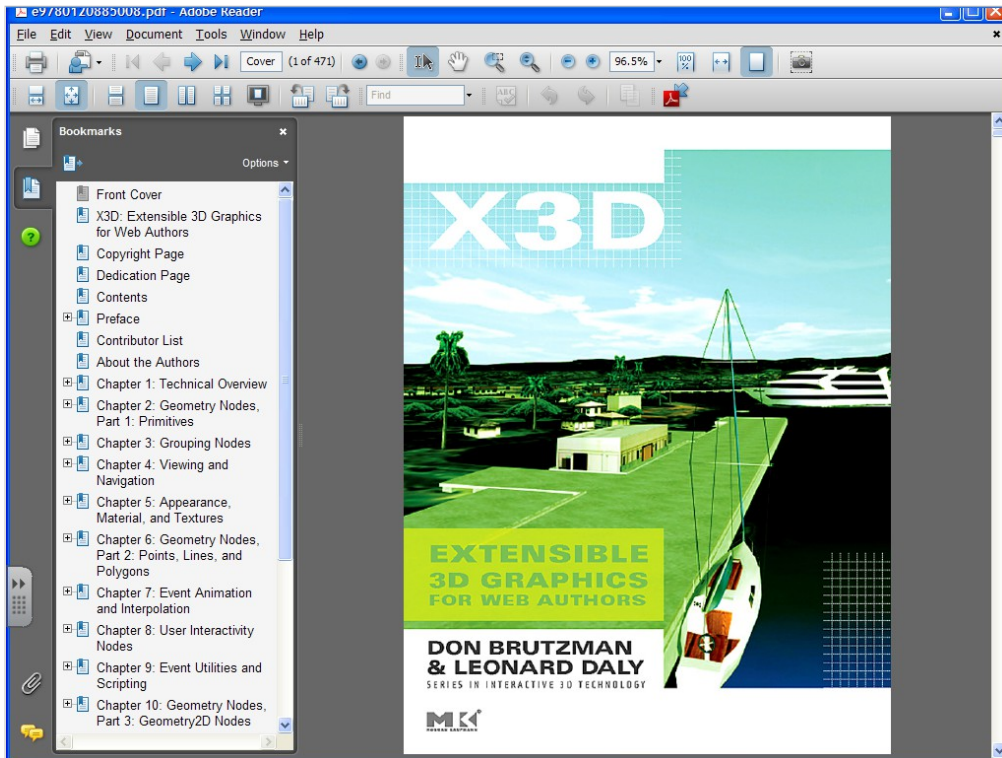 e9780120885008.pdf - Adobe Reader
File Edit View Document Tools Window Help
Cover (1 of 471) 96.5% 100 %
Find ABC
Bookmarks
Options
Front Cover
X3D: Extensible 3D Graphics
for Web Authors
Copyright Page
Dedication Page
Contents
Preface
Contributor List
About the Authors
Chapter 1: Technical Overview
Chapter 2: Geometry Nodes,
Part 1: Primitives
Chapter 3: Grouping Nodes
Chapter 4: Viewing and
Navigation
Chapter 5: Appearance,
Material, and Textures
Chapter 6: Geometry Nodes,
Part 2: Points, Lines, and
Polygons
Chapter 7: Event Animation
and Interpolation
Chapter 8: User Interactivity
Nodes
Chapter 9: Event Utilities and
Scripting
Chapter 10: Geometry Nodes,
Part 3: Geometry2D Nodes
X3D
EXTENSIBLE
3D GRAPHICS
FOR WEB AUTHORS
DON BRUTZMAN
& LEONARD DALY
SERIES IN INTERACTIVE 3D TECHNOLOGY
MK
MORGAN KAUFMANN